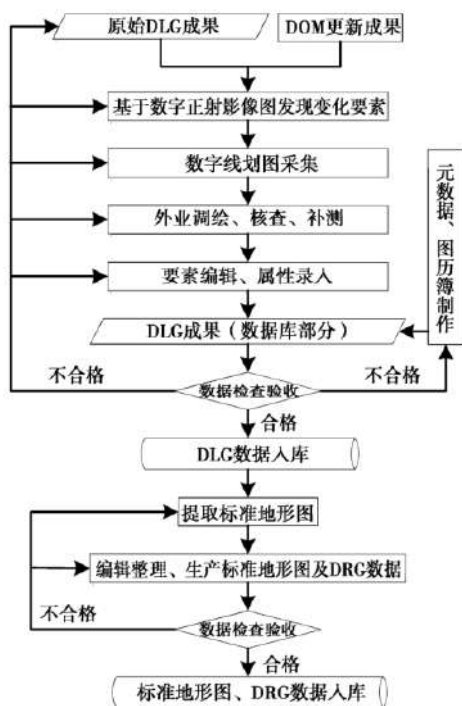 原始DLG成果
DOM更新成果
基于数字正射影像图发现变化要素
数字线划图采集
外业调绘、核查、补测
要素编辑、属性录入
元数据、图历簿制作
DLG成果（数据库部分）
不合格
数据检查验收
不合格
合格
DLG数据入库
提取标准地形图
编辑整理、生产标准地形图及DRG数据
不合格
数据检查验收
合格
标准地形图、DRG数据入库